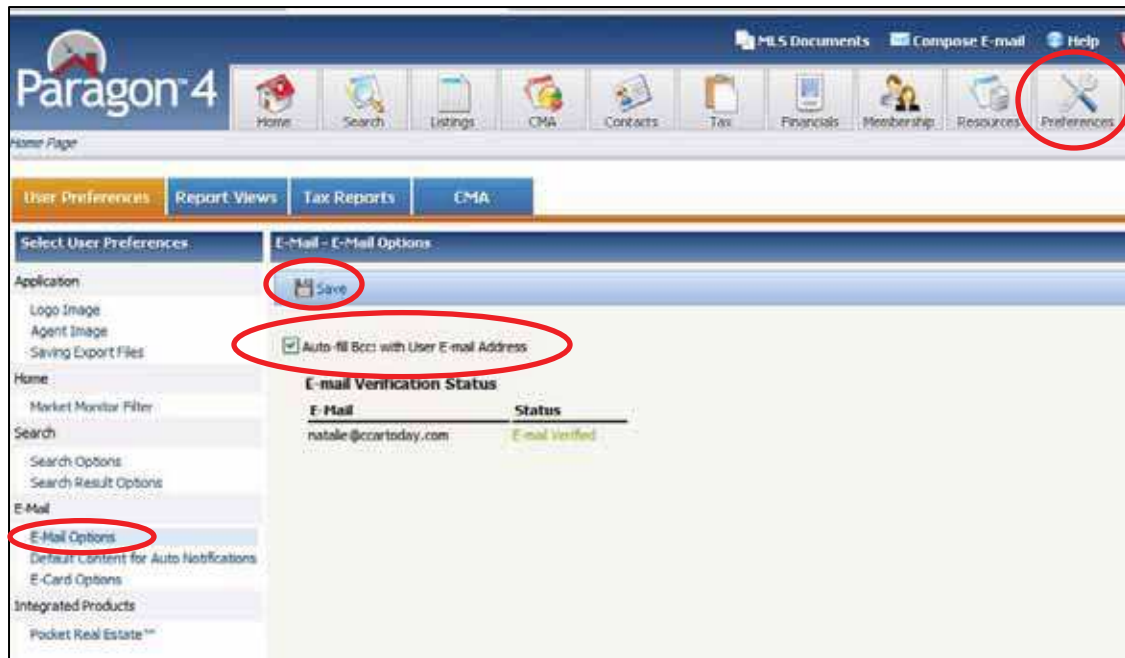 MLS Documents Compose E-mail Help
Paragon™4
Home Search Listings CMA Contacts Tax Financials Membership Resources Preferences
Home Page
User Preferences Report Views Tax Reports CMA
Select User Preferences
E-Mail - E-Mail Options
Application
Save
Logo Image
Agent Image
Auto-fill Bcc: with User E-mail Address
Saving Export Files
Home
E-mail Verification Status
Market Monitor Filter
E-Mail Status
Search
natalie@ccartoday.com E-mail Verified
Search Options
Search Result Options
E-Mail
E-Mail Options
Default Content for Auto Notifications
E-Card Options
Integrated Products
Pocket Real Estate™